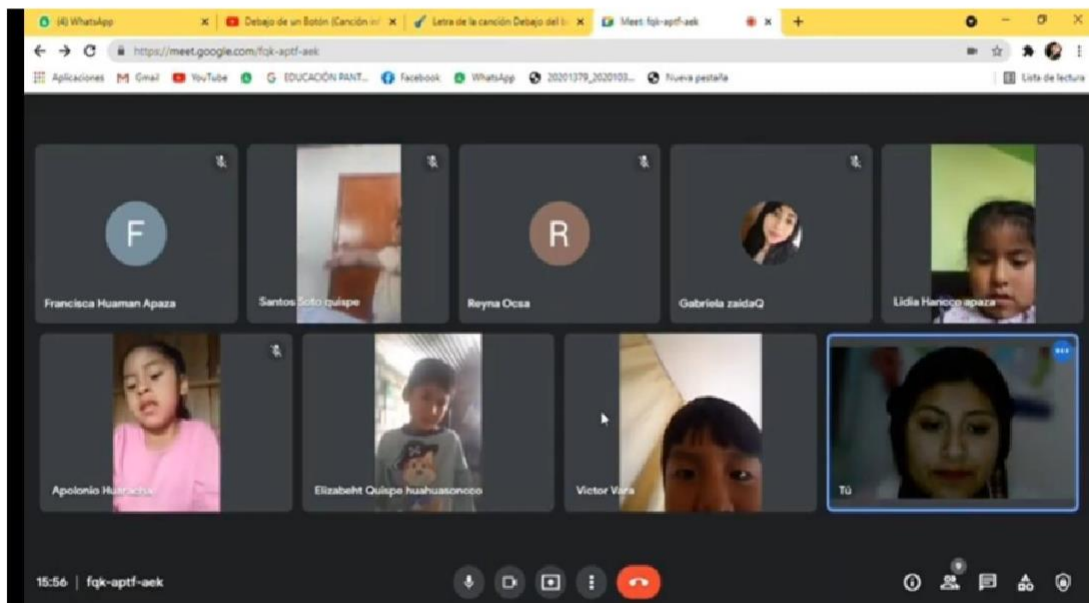 (4) WhatsApp
Debajo de un Botón (Canción inf
Letra de la canción Debajo del b
Meet: fqk-aptf-aek
https://meet.google.com/fqk-aptf-aek
Aplicaciones
Gmail
YouTube
EDUCACIÓN PANT...
Facebook
WhatsApp
20201379_2020103...
Nueva pestaña
Lista de lectura
F
R
Francisca Huaman Apaza
Santos Soto quispe
Reyna Ocsa
Gabriela zaidaQ
Lidia Haricco apaza
Apolonio Huaracha
Elizabeht Quispe huahuasoncco
Victor Vara
Tú
15:56 | fqk-aptf-aek
9